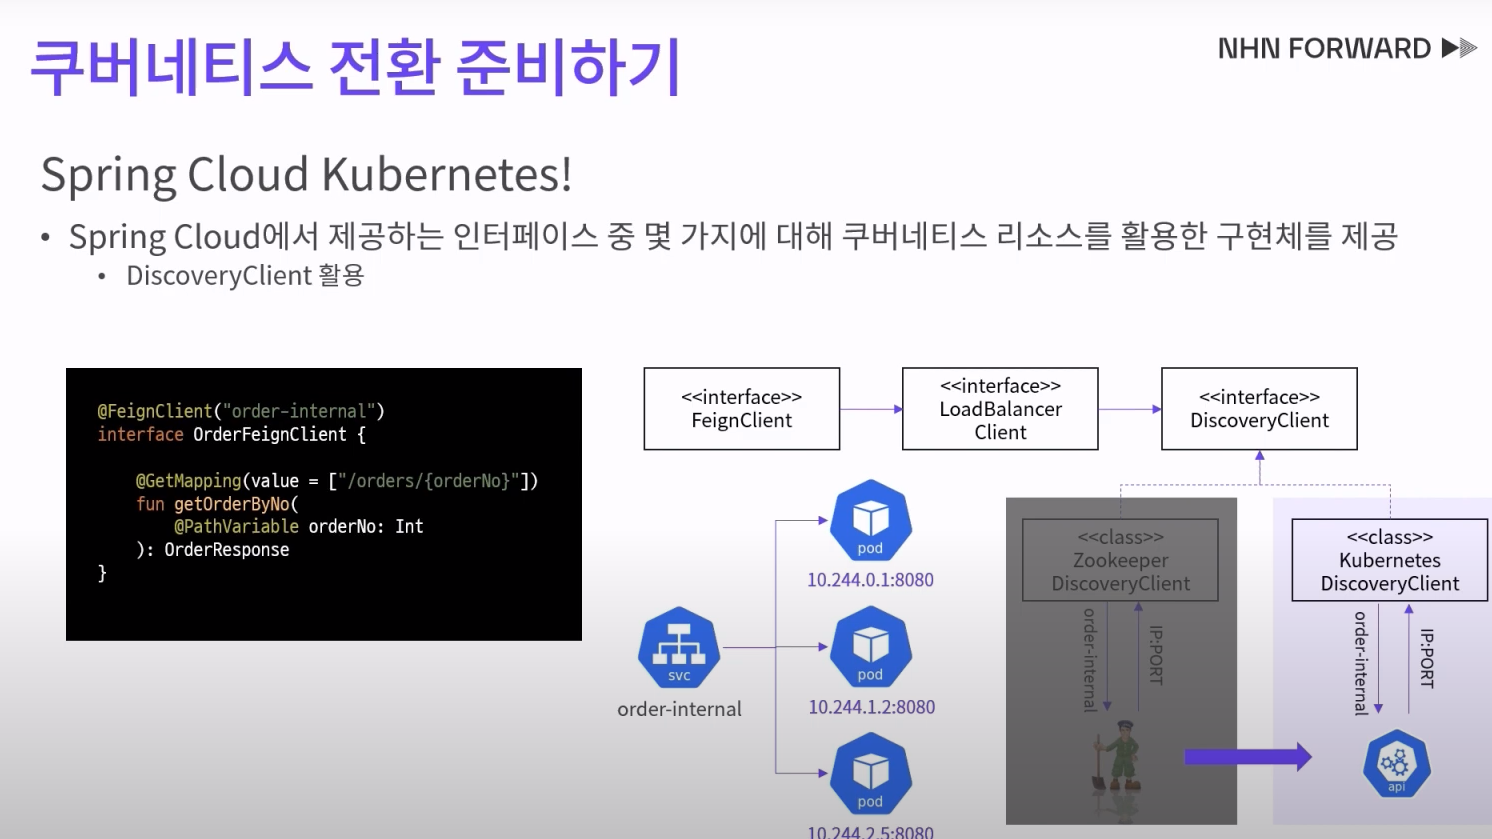 쿠버네티스 전환 준비하기
NHN FORWARD
Spring Cloud Kubernetes!
• Spring Cloud에서 제공하는 인터페이스 중 몇 가지에 대해 쿠버네티스 리소스를 활용한 구현체를 제공
• DiscoveryClient 활용
@FeignClient("order-internal")
interface OrderFeignClient {
@GetMapping(value = ["/orders/{orderNo}"])
fun getOrderByNo(
@PathVariable orderNo: Int
): OrderResponse
}
<<interface>>
FeignClient
<<interface>>
LoadBalancer
Client
<<interface>>
DiscoveryClient
svc
order-internal
pod
10.244.0.1:8080
pod
10.244.1.2:8080
pod
10.244.2.5:8080
<<class>>
Zookeeper
DiscoveryClient
order-internal
IP:PORT
<<class>>
Kubernetes
DiscoveryClient
order-internal
IP:PORT
api